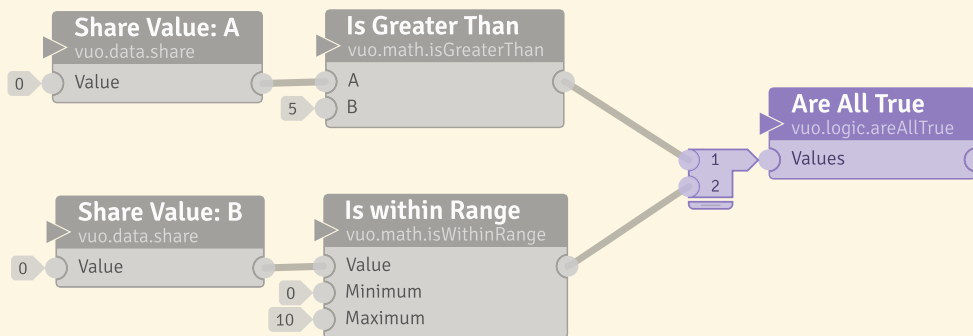 Share Value: A
vuo.data.share
0 Value
Is Greater Than
vuo.math.isGreaterThan
A
5 B
Are All True
vuo.logic.areAllTrue
1
2
Values
Share Value: B
vuo.data.share
0 Value
Is within Range
vuo.math.isWithinRange
Value
0 Minimum
10 Maximum